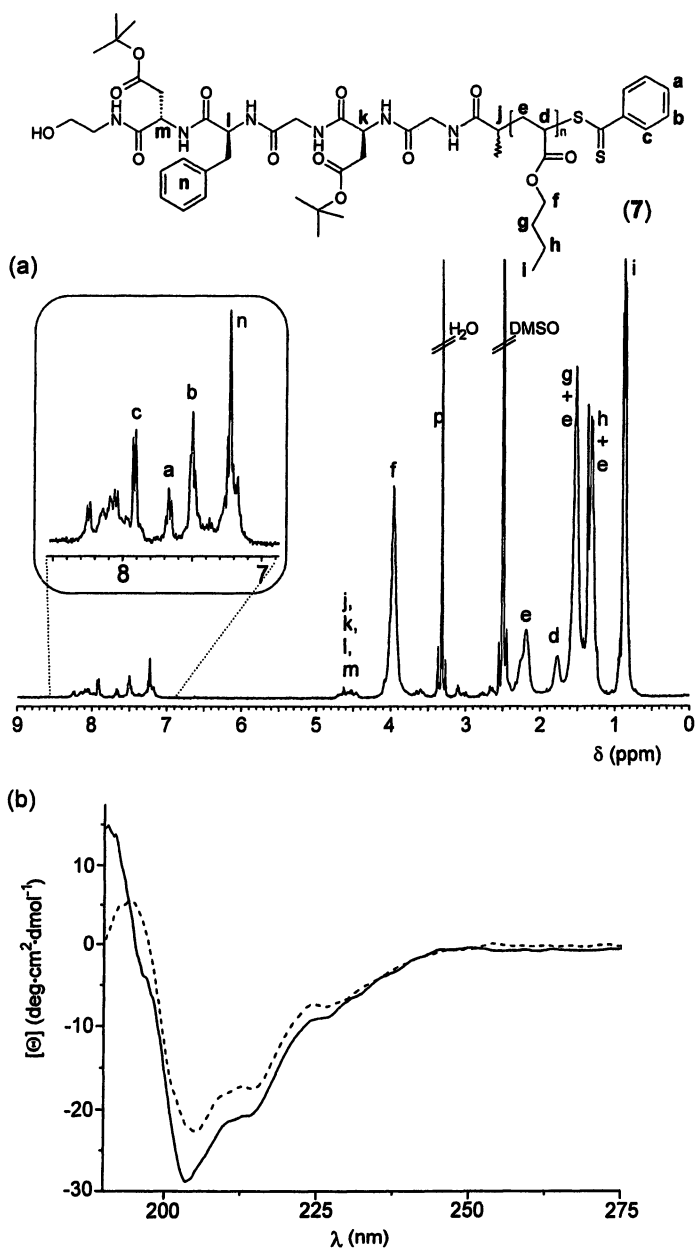 O
O
O
H
N
O
m
N
H
O
l
H
N
O
N
H
O
k
H
N
O
O
O
N
H
O
j
e
d
n
S
S
a
b
c
O
O
f
g
h
i
HO
n
(7)
(a)
n
c
b
a
8
7
H2O
DMSO
p
f
j,
k,
l,
m
e
d
g
+
e
h
+
e
i
9 8 7 6 5 4 3 2 1 0
δ (ppm)
(b)
[Θ] (deg·cm²·dmol⁻¹)
10
0
-10
-20
-30
200 225 250 275
λ (nm)